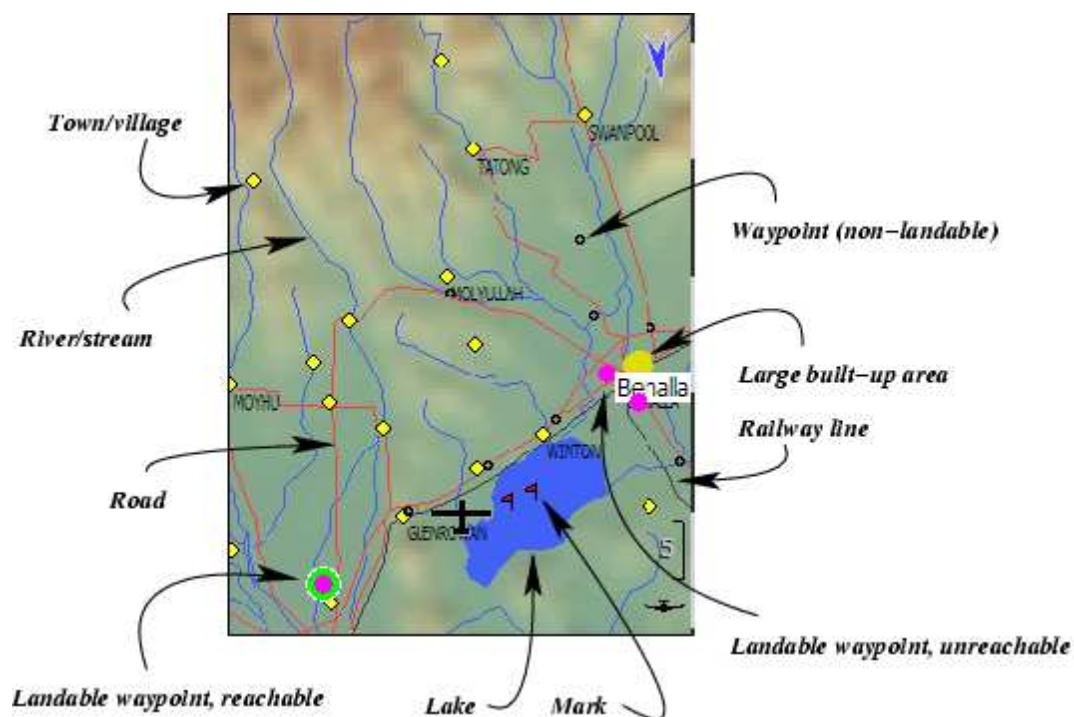 Town/village
SWANPOOL
TATONG
Waypoint (non-landable)
MOLYULLAH
River/stream
Large built-up area
Benalla
MOYHU
Railway line
WINTON
Road
GLENROWAN
5
Landable waypoint, unreachable
Landable waypoint, reachable
Lake
Mark